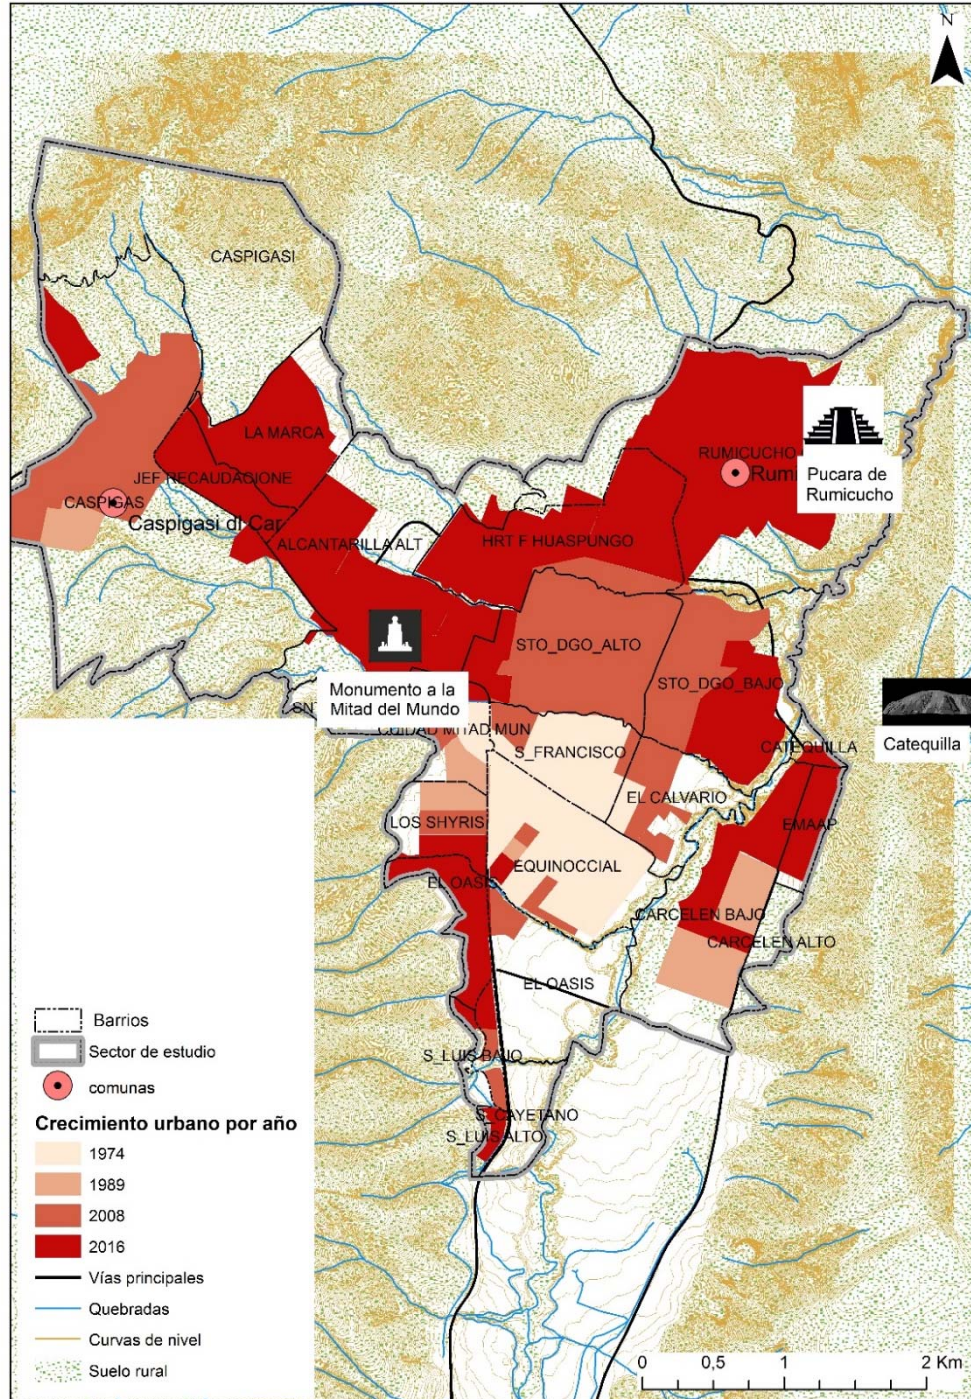 N
CASPIGASI
LA MARCA
JEF RECAUDACIONE
CASPIGAS
Caspigasi dl Car
ALCANTARILLA ALT
HRT F HUASPUNGO
RUMICUCHO
Rumi
Pucara de
Rumicucho
STO_DGO_ALTO
STO_DGO_BAJO
Monumento a la
Mitad del Mundo
CUIDAD MITAD MUN
S_FRANCISCO
CATEQUILLA
Catequilla
EL CALVARIO
LOS SHYRIS
EMAAP
EQUINOCCIAL
EL OASIS
CARCELEN BAJO
CARCELEN ALTO
EL OASIS
S_LUIS BAJO
S_CAYETANO
S_LUIS ALTO
Barrios
Sector de estudio
comunas
Crecimiento urbano por año
1974
1989
2008
2016
Vías principales
Quebradas
Curvas de nivel
Suelo rural
0 0,5 1 2 Km